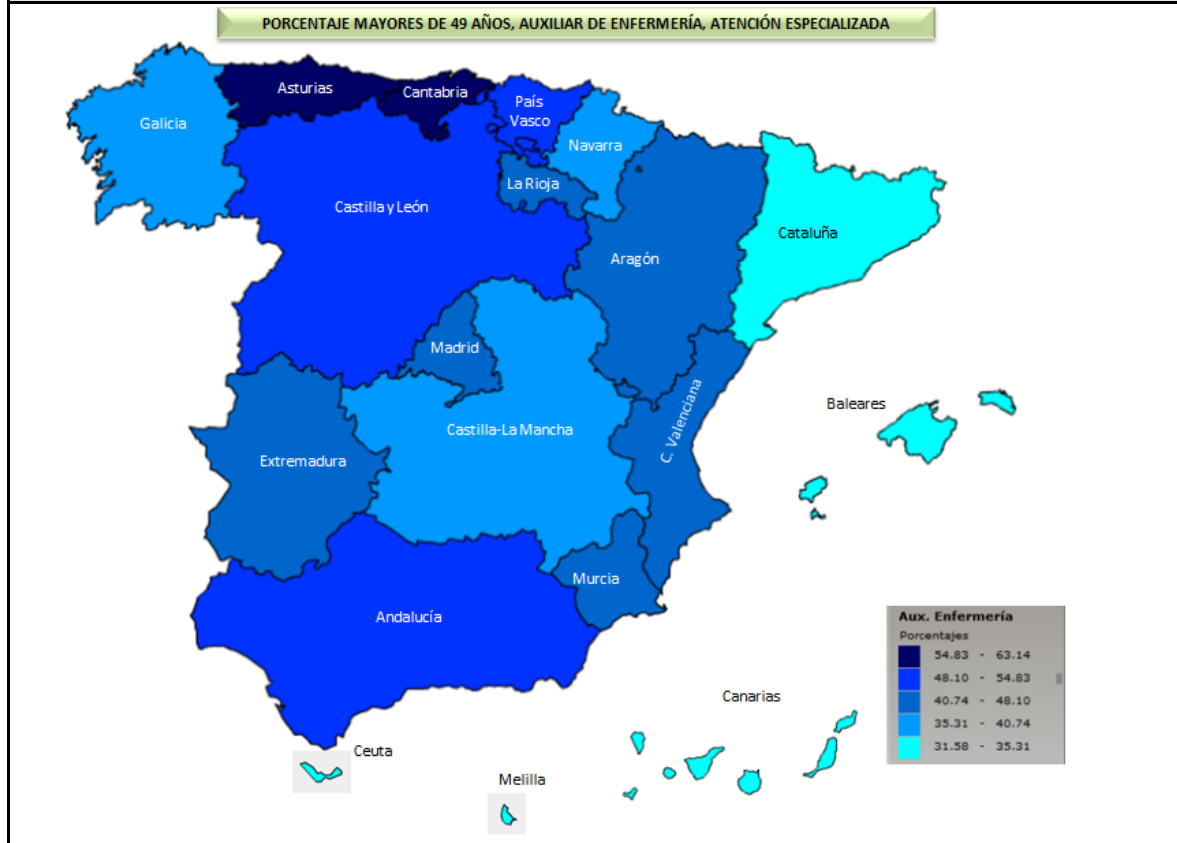 PORCENTAJE MAYORES DE 49 AÑOS, AUXILIAR DE ENFERMERÍA, ATENCIÓN ESPECIALIZADA
Asturias
Cantabria
País
Vasco
Galicia
Navarra
La Rioja
Castilla y León
Cataluña
Aragón
Madrid
Baleares
C. Valenciana
Castilla-La Mancha
Extremadura
Murcia
Andalucía
Aux. Enfermería
Porcentajes
54.83 - 63.14
48.10 - 54.83
40.74 - 48.10
35.31 - 40.74
31.58 - 35.31
Canarias
Ceuta
Melilla